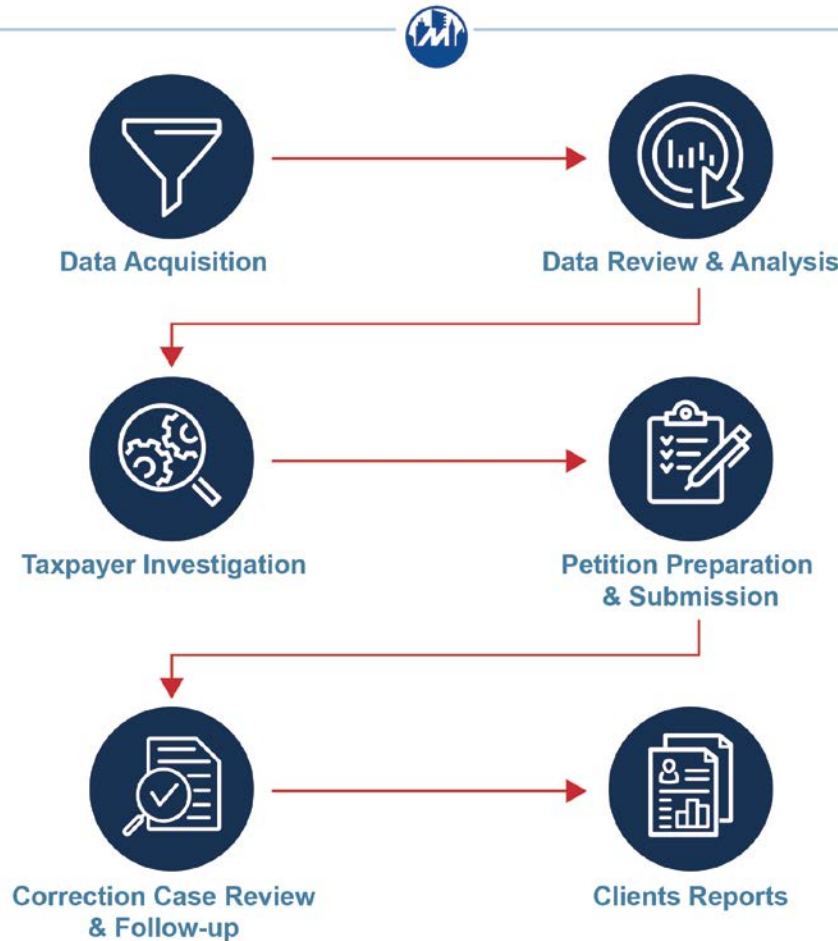 Data Acquisition
Data Review & Analysis
Taxpayer Investigation
Petition Preparation
& Submission
Correction Case Review
& Follow-up
Clients Reports